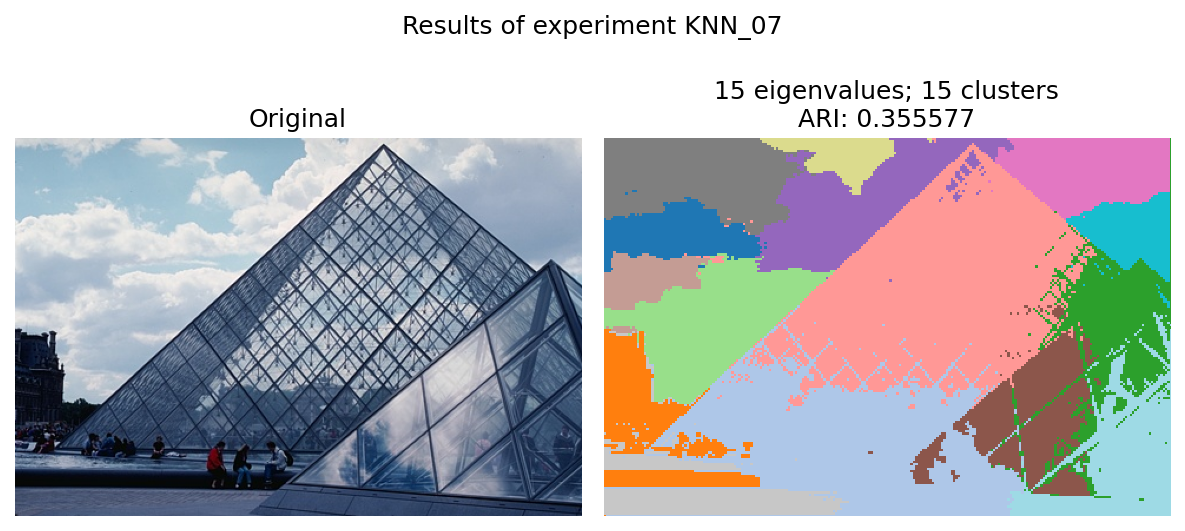 Results of experiment KNN_07
Original
15 eigenvalues; 15 clusters
ARI: 0.355577